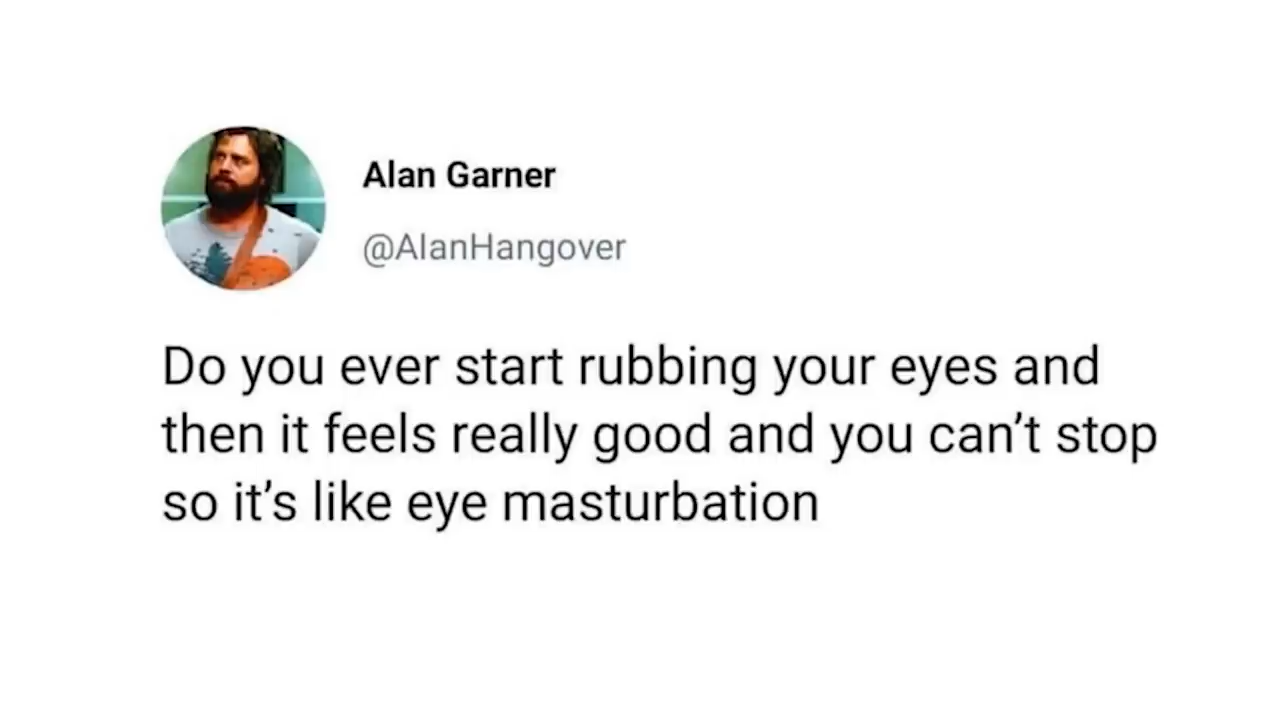 Alan Garner
@AlanHangover
Do you ever start rubbing your eyes and
then it feels really good and you can’t stop
so it’s like eye masturbation